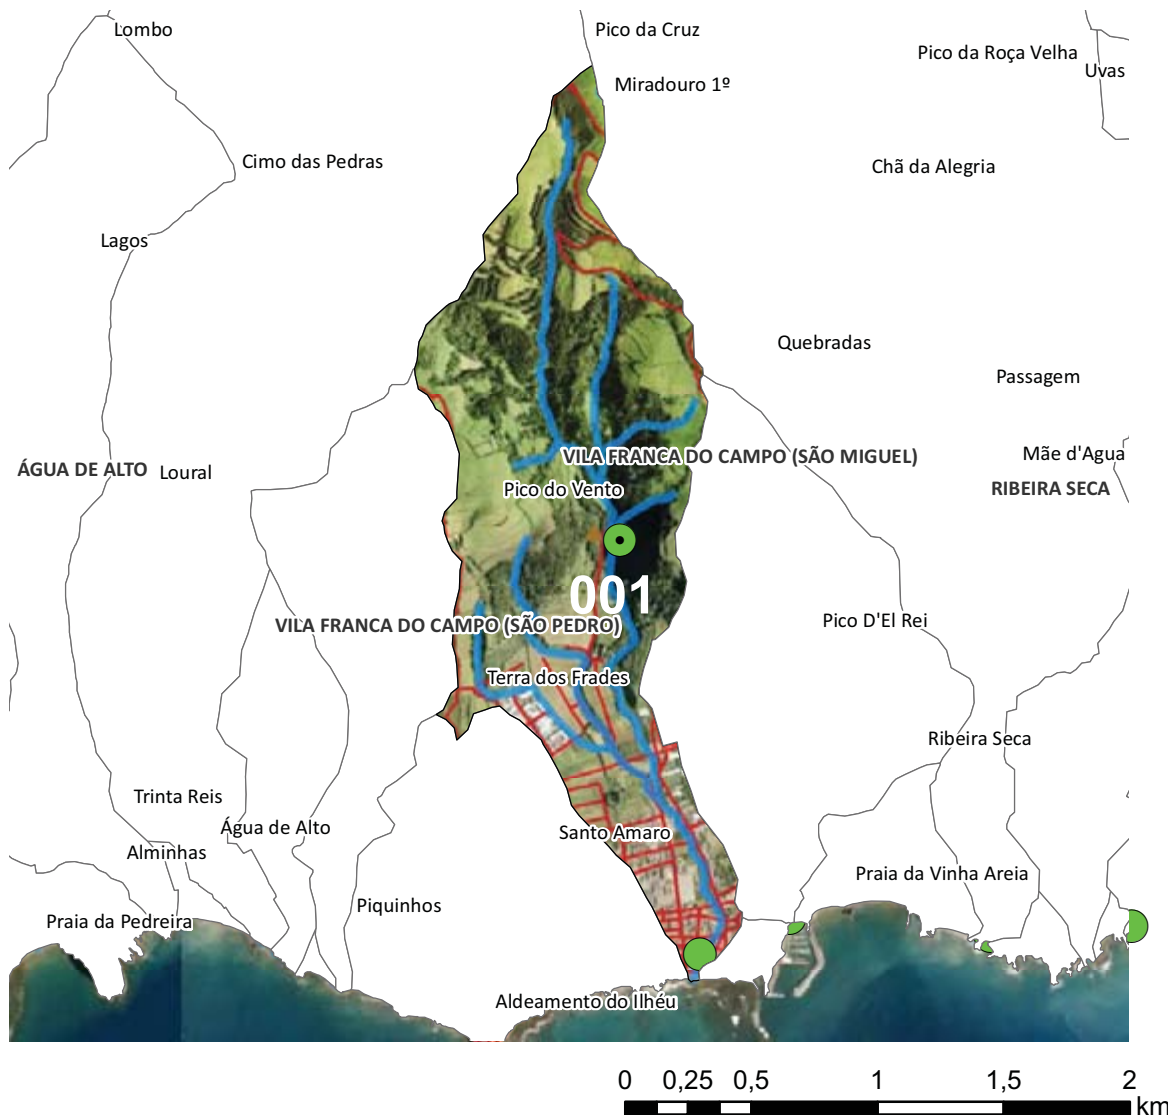 Lombo
Pico da Cruz
Pico da Roça Velha
Uvas
Miradouro 1º
Cimo das Pedras
Chã da Alegria
Lagos
Quebradas
Passagem
VILA FRANCA DO CAMPO (SÃO MIGUEL)
Mãe d'Agua
ÁGUA DE ALTO
Loural
Pico do Vento
RIBEIRA SECA
001
VILA FRANCA DO CAMPO (SÃO PEDRO)
Pico D'El Rei
Terra dos Frades
Ribeira Seca
Trinta Reis
Água de Alto
Santo Amaro
Alminhas
Praia da Vinha Areia
Piquinhos
Praia da Pedreira
Aldeamento do Ilhéu
0 0,25 0,5 1 1,5 2
km